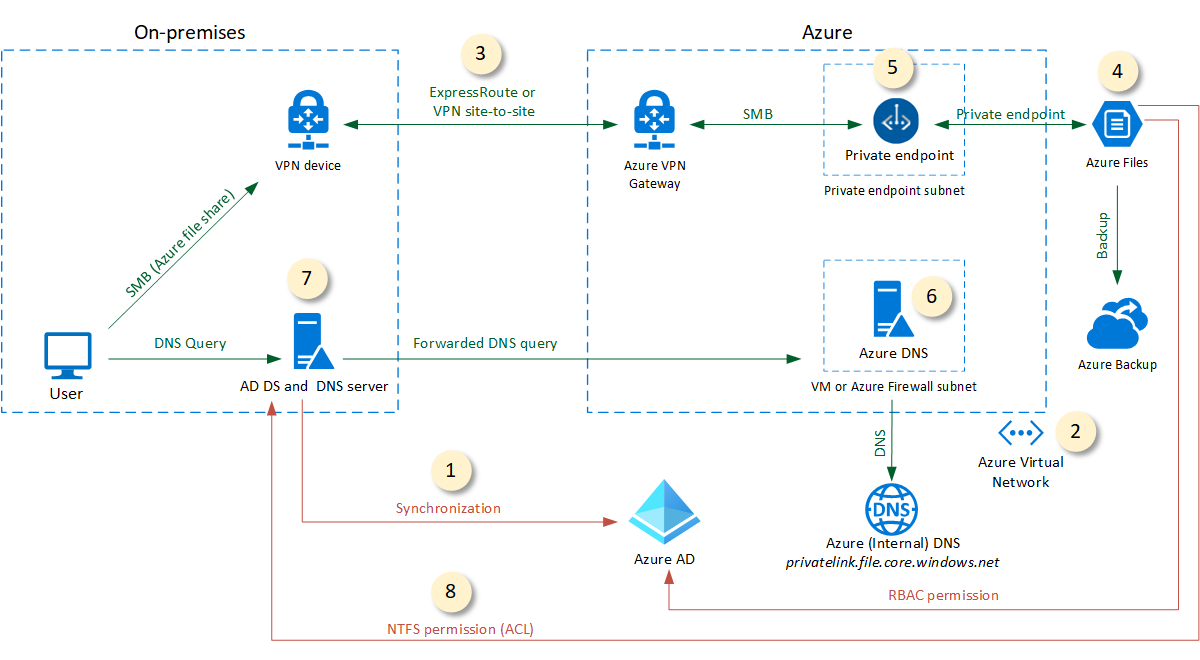 On-premises
Azure
3
5
4
ExpressRoute or
VPN site-to-site
SMB
Private endpoint
VPN device
Azure VPN
Gateway
Private endpoint
Azure Files
Private endpoint subnet
SMB (Azure file share)
Backup
7
6
DNS Query
Forwarded DNS query
Azure DNS
Azure Backup
User
AD DS and DNS server
VM or Azure Firewall subnet
DNS
2
Azure Virtual
Network
1
Synchronization
DNS
Azure AD
Azure (Internal) DNS
privatelink.file.core.windows.net
8
RBAC permission
NTFS permission (ACL)